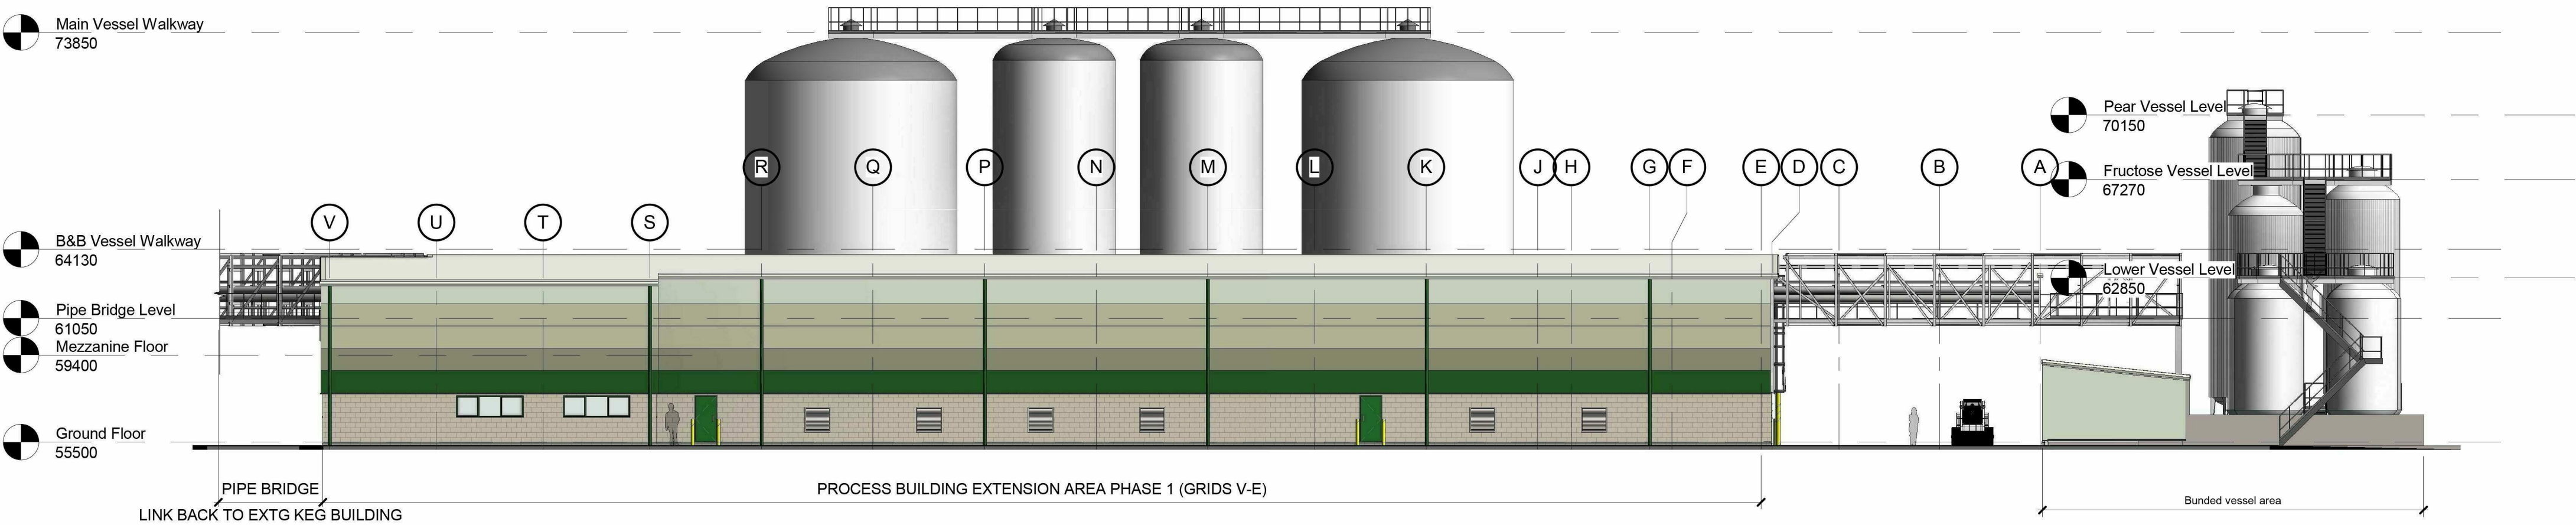 Main Vessel Walkway
73850
Pear Vessel Level
70150
Fructose Vessel Level
67270
R Q P N M L K J H G F E D C B A
V U T S
B&B Vessel Walkway
64130
Lower Vessel Level
62850
Pipe Bridge Level
61050
Mezzanine Floor
59400
Ground Floor
55500
PIPE BRIDGE
PROCESS BUILDING EXTENSION AREA PHASE 1 (GRIDS V-E)
Bunded vessel area
LINK BACK TO EXTG KEG BUILDING